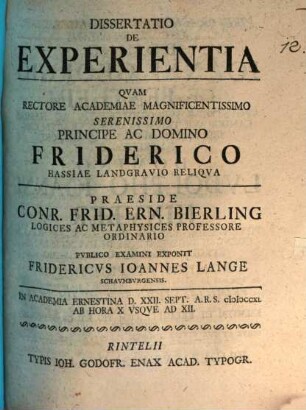 DISSERTATIO
DE
EXPERIENTIA
QVAM
RECTORE ACADEMIAE MAGNIFICENTISSIMO
SERENISSIMO
PRINCIPE AC DOMINO
FRIDERICO
HASSIAE LANDGRAVIO RELIQVA
PRAESIDE
CONR. FRID. ERN. BIERLING
LOGICES AC METAPHYSICES PROFESSORE
ORDINARIO
PVBLICO EXAMINI EXPONIT
FRIDERICVS IOANNES LANGE
SCHAVMBVRGENSIS.
IN ACADEMIA ERNESTINA D. XXII. SEPT. A.R.S. cIↃIↃccxl
AB HORA X VSQVE AD XII.
RINTELII
TYPIS IOH. GODOFR. ENAX ACAD. TYPOGR.